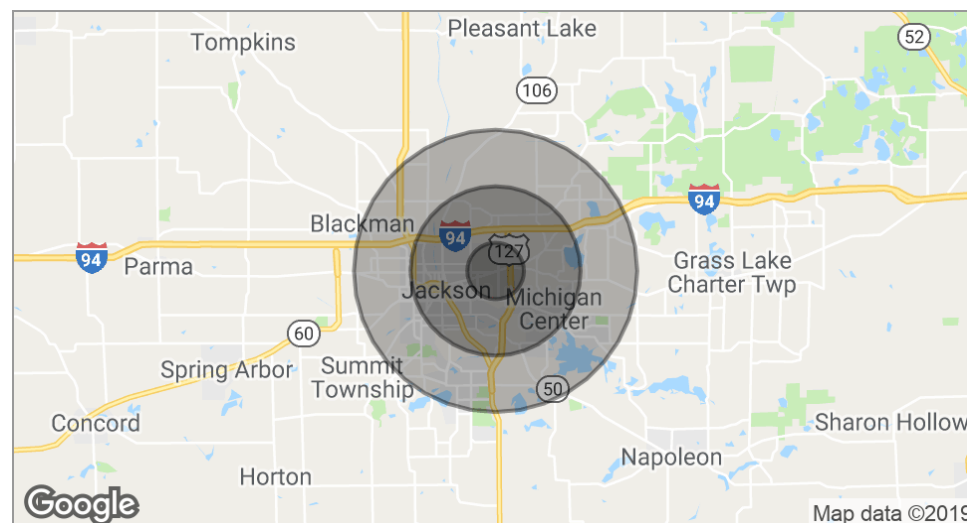 Pleasant Lake
Tompkins
52
106
94
Blackman
94
127
94
Parma
Grass Lake
Charter Twp
Jackson
Michigan
Center
60
Spring Arbor
Summit
Township
50
Concord
Sharon Hollow
Napoleon
Horton
Google
Map data ©2019